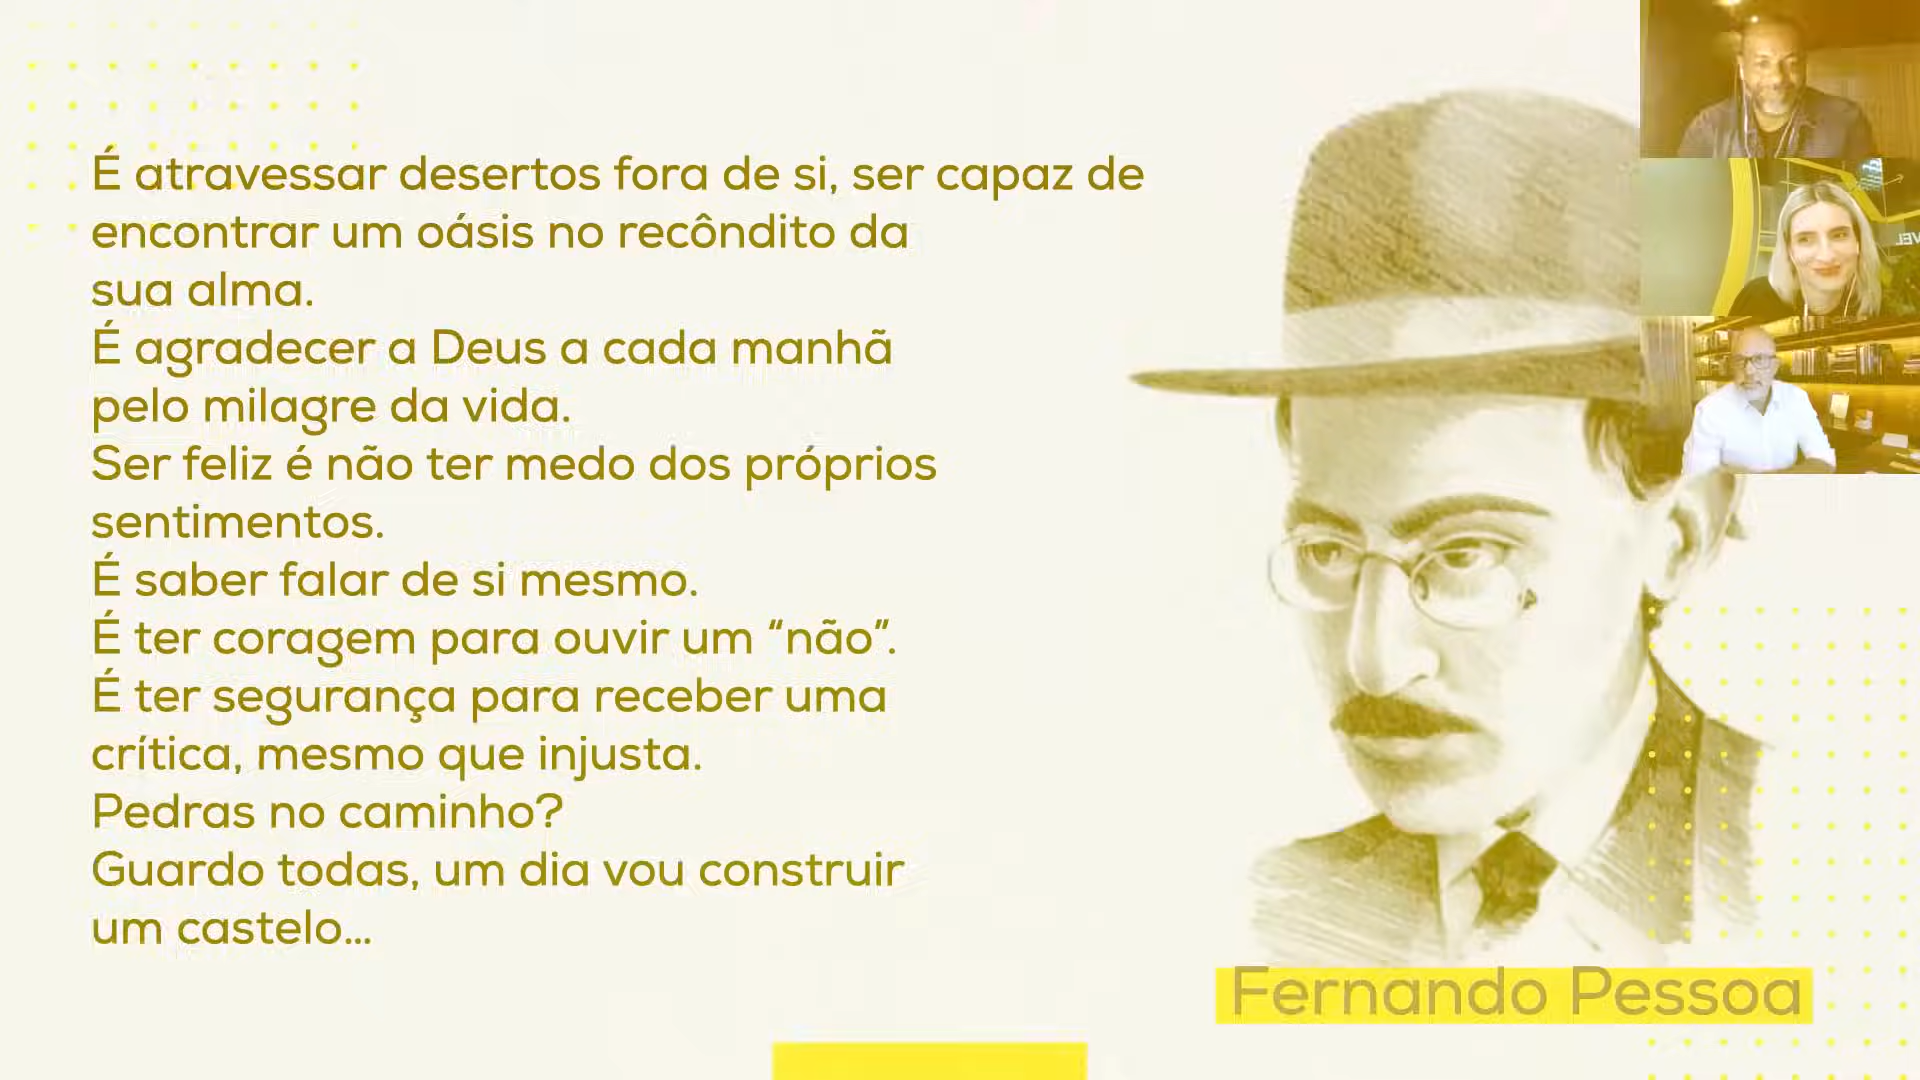 É atravessar desertos fora de si, ser capaz de
encontrar um oásis no recôndito da
sua alma.
É agradecer a Deus a cada manhã
pelo milagre da vida.
Ser feliz é não ter medo dos próprios
sentimentos.
É saber falar de si mesmo.
É ter coragem para ouvir um “não”.
É ter segurança para receber uma
crítica, mesmo que injusta.
Pedras no caminho?
Guardo todas, um dia vou construir
um castelo...
Fernando Pessoa